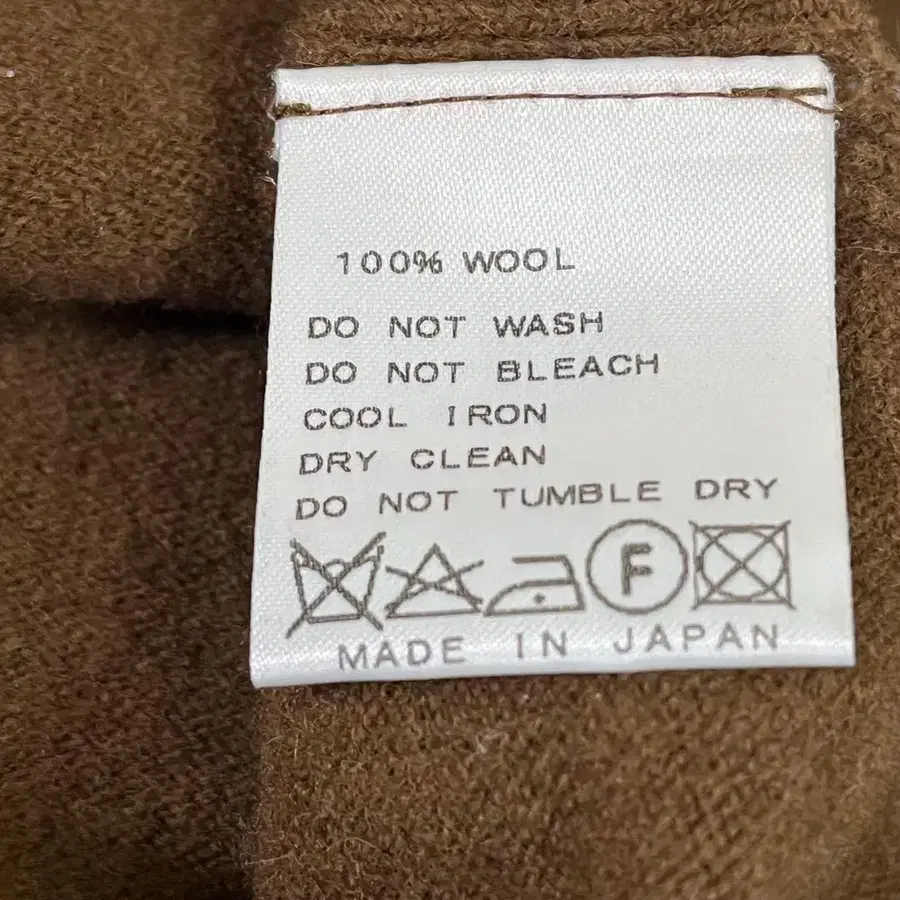 100% WOOL
DO NOT WASH
DO NOT BLEACH
COOL IRON
DRY CLEAN
DO NOT TUMBLE DRY
F
MADE IN JAPAN